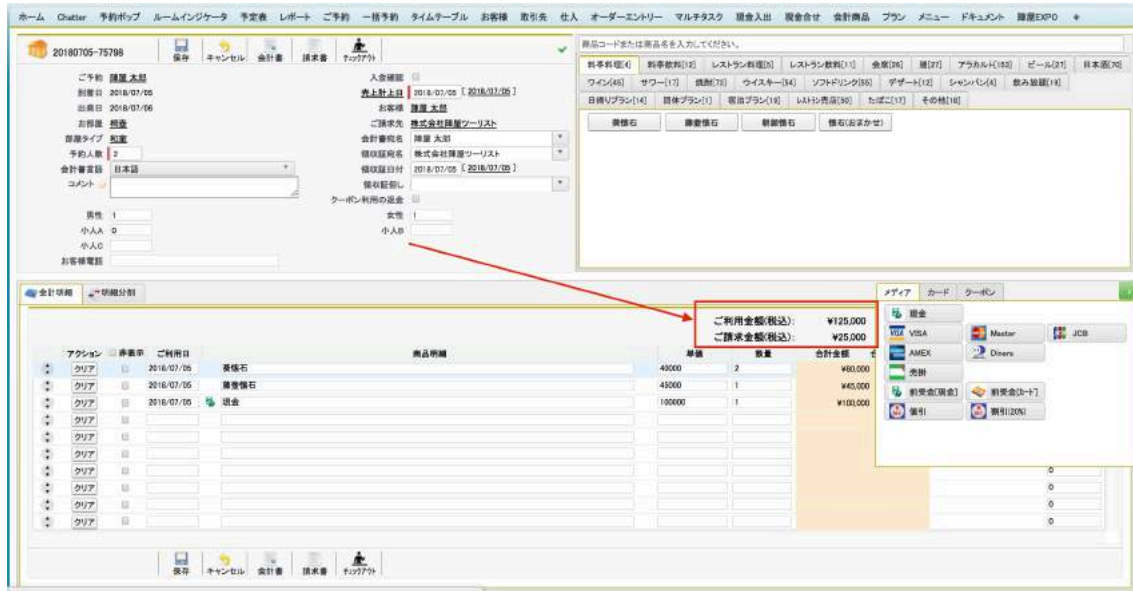 ホーム Chatter 予約ポップ ルームインジケータ 予定表 レポート ご予約 一括予約 タイムテーブル お客様 取引先 仕入 オーダーエントリー マルチタスク 現金入出 現金合せ 会計商品 プラン メニュー ドキュメント 陣屋EXPO +
20180705-75798 保存 キャンセル 会計書 請求書 チェックアウト
商品コードまたは商品名を入力してください。
料亭料理[4] 料亭飲料[12] レストラン料理[5] レストラン飲料[11] 会席[26] 膳[27] アラカルト[153] ビール[27] 日本酒[70]
ワイン[45] サワー[17] 焼酎[73] ウイスキー[54] ソフトドリンク[55] デザート[12] シャンパン[4] 飲み放題[19]
日帰りプラン[14] 団体プラン[1] 宿泊プラン[19] レストラン売店[50] たばこ[17] その他[18]
葵懐石 藤壺懐石 朝顔懐石 懐石(おまかせ)
ご予約 陣屋 太郎 入金確認
到着日 2018/07/05 売上計上日 2018/07/05 [ 2018/07/05 ]
出発日 2018/07/06 お客様 陣屋 太郎
お部屋 桐壺 ご請求先 株式会社陣屋ツーリスト
部屋タイプ 和室 会計書宛名 陣屋 太郎
予約人数 2 領収証宛名 株式会社陣屋ツーリスト
会計書言語 日本語 領収証日付 2018/07/05 [ 2018/07/05 ]
コメント 領収証但し
クーポン利用の返金
男性 1 女性 1
小人A 0 小人B
小人C
お客様電話
会計明細 明細分割
メディア カード クーポン
ご利用金額(税込): ¥125,000
ご請求金額(税込): ¥25,000
現金
VISA VISA Master JCB
AMEX Diners
売掛
前受金[現金] 前受金[カード]
値引 割引(20%)
アクション 非表示 ご利用日 商品明細 単価 数量 合計金額
クリア 2018/07/05 葵懐石 40000 2 ¥80,000
クリア 2018/07/05 藤壺懐石 45000 1 ¥45,000
クリア 2018/07/05 現金 100000 1 ¥100,000
クリア
クリア
クリア
クリア 0
クリア 0
クリア 0
クリア 0
保存 キャンセル 会計書 請求書 チェックアウト